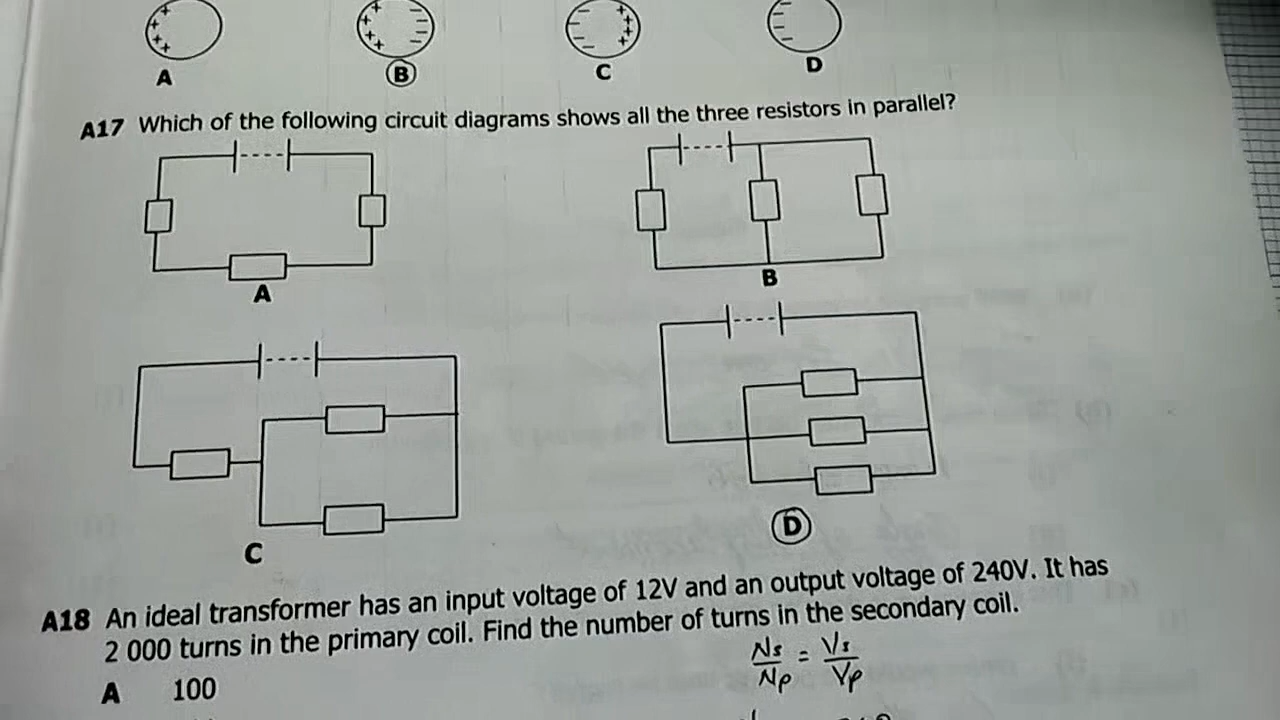 + + + + + + + + - - - - - - - + + + + - - -
A B C D
A17 Which of the following circuit diagrams shows all the three resistors in parallel?
A
B
C
D
A18 An ideal transformer has an input voltage of 12V and an output voltage of 240V. It has
2 000 turns in the primary coil. Find the number of turns in the secondary coil.
Ns/Np = Vs/Vp
A 100